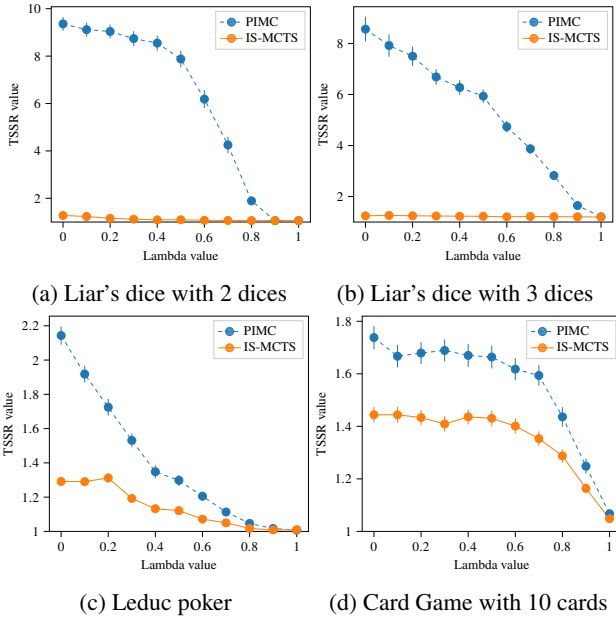 10
8
6
4
2
TSSR value
PIMC
IS-MCTS
0 0.2 0.4 0.6 0.8 1
Lambda value
(a) Liar's dice with 2 dices
8
6
4
2
TSSR value
PIMC
IS-MCTS
0 0.2 0.4 0.6 0.8 1
Lambda value
(b) Liar's dice with 3 dices
2.2
2
1.8
1.6
1.4
1.2
1
TSSR value
PIMC
IS-MCTS
0 0.2 0.4 0.6 0.8 1
Lambda value
(c) Leduc poker
1.8
1.6
1.4
1.2
1
TSSR value
PIMC
IS-MCTS
0 0.2 0.4 0.6 0.8 1
Lambda value
(d) Card Game with 10 cards